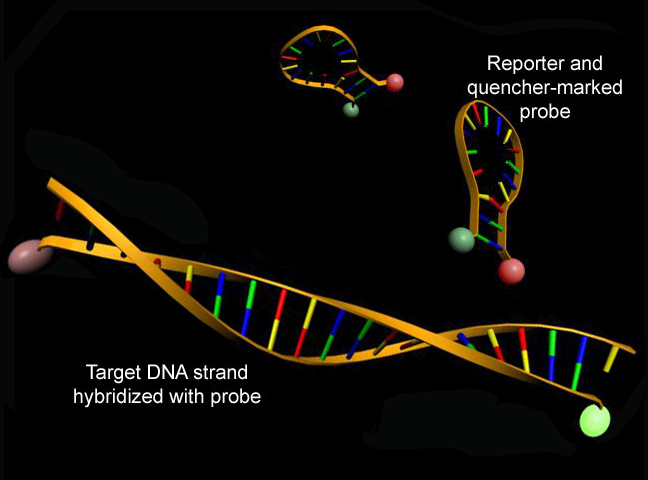 Reporter and
quencher-marked
probe
Target DNA strand
hybridized with probe